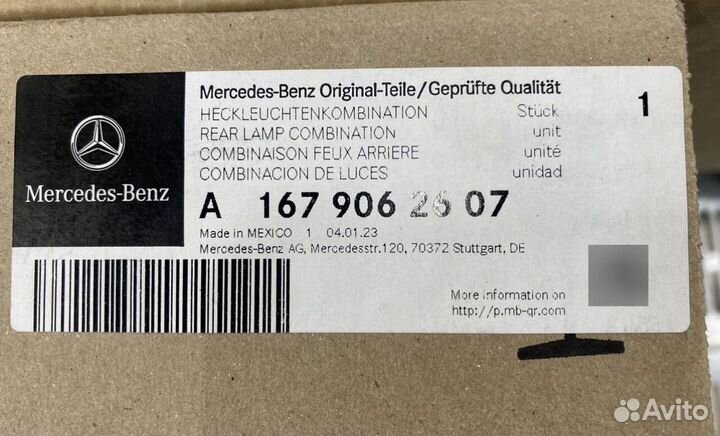 Mercedes-Benz
Mercedes-Benz Original-Teile/Geprüfte Qualität
HECKLEUCHTENKOMBINATION Stück 1
REAR LAMP COMBINATION unit
COMBINAISON FEUX ARRIERE unité
COMBINACION DE LUCES unidad
A 167 906 26 07
Made in MEXICO 1 04.01.23
Mercedes-Benz AG, Mercedesstr.120, 70372 Stuttgart, DE
More information on
http://p.mb-qr.com
Avito